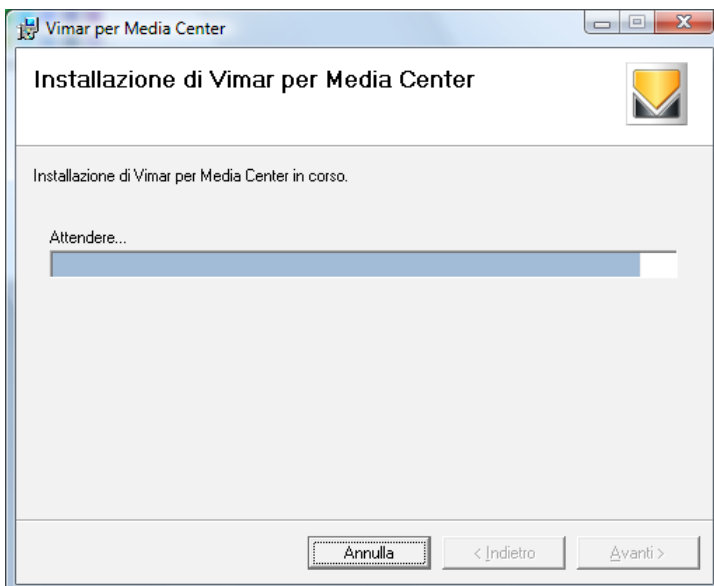 Vimar per Media Center
Installazione di Vimar per Media Center
Installazione di Vimar per Media Center in corso.
Attendere...
Annulla
< Indietro
Avanti >